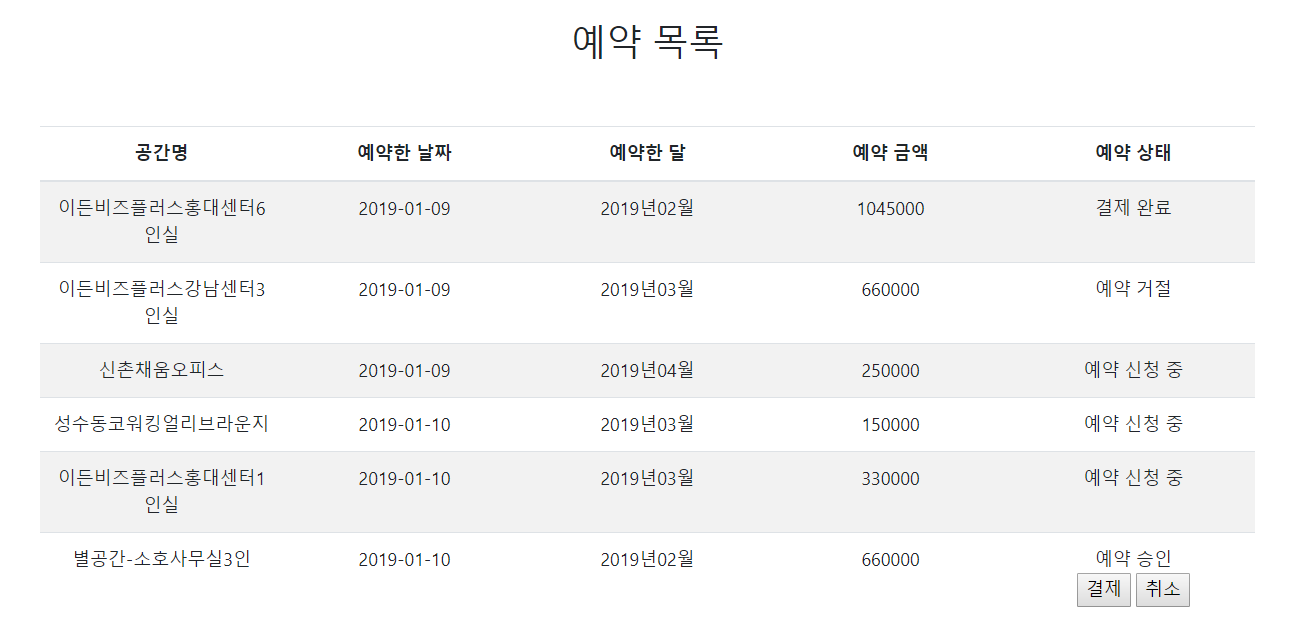 예약 목록
공간명 예약한 날짜 예약한 달 예약 금액 예약 상태
이든비즈플러스홍대센터6 2019-01-09 2019년02월 1045000 결제 완료
인실
이든비즈플러스강남센터3 2019-01-09 2019년03월 660000 예약 거절
인실
신촌채움오피스 2019-01-09 2019년04월 250000 예약 신청 중
성수동코워킹얼리브라운지 2019-01-10 2019년03월 150000 예약 신청 중
이든비즈플러스홍대센터1 2019-01-10 2019년03월 330000 예약 신청 중
인실
별공간-소호사무실3인 2019-01-10 2019년02월 660000 예약 승인
결제 취소